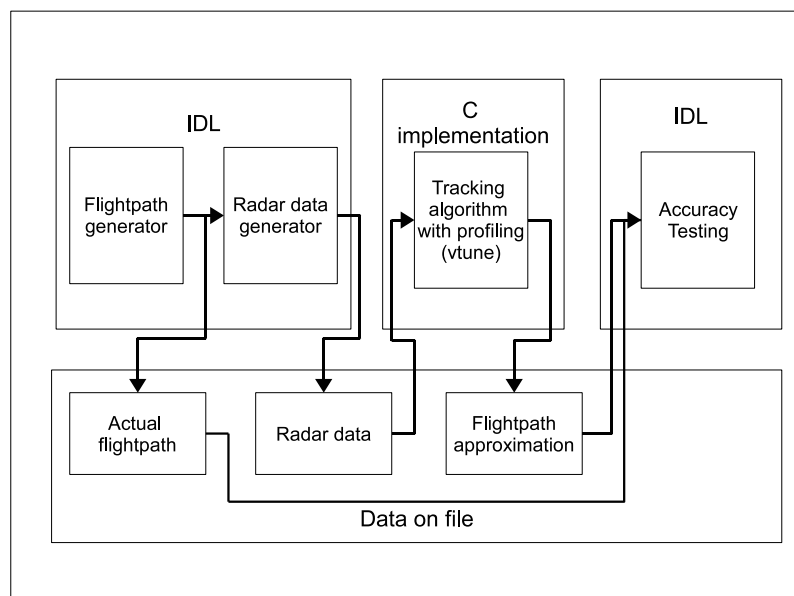 IDL
Flightpath
generator
Radar data
generator
C
implementation
Tracking
algorithm
with profiling
(vtune)
IDL
Accuracy
Testing
Actual
flightpath
Radar data
Flightpath
approximation
Data on file